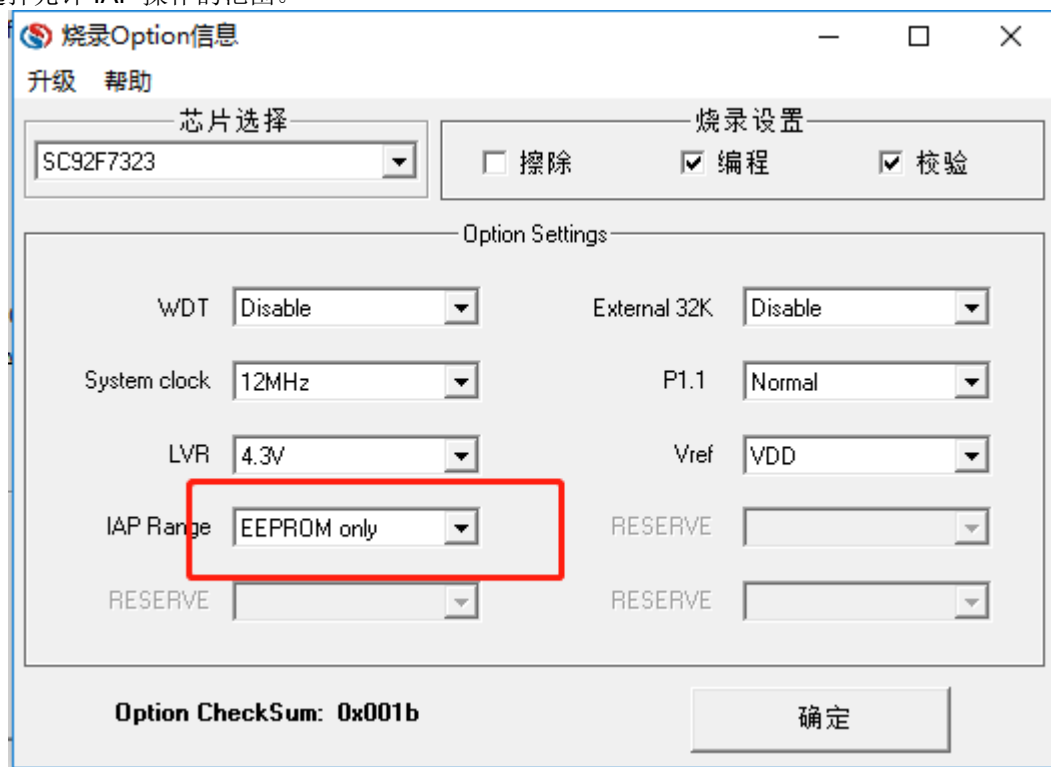 烧录Option信息
升级 帮助
芯片选择
SC92F7323
烧录设置
擦除 编程 校验
Option Settings
WDT Disable External 32K Disable
System clock 12MHz P1.1 Normal
LVR 4.3V Vref VDD
IAP Range EEPROM only RESERVE
RESERVE RESERVE
Option CheckSum: 0x001b 确定